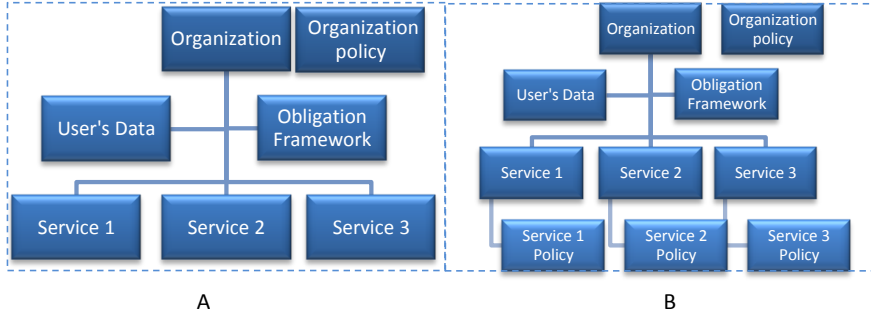 Organization
Organization
policy
User's Data
Obligation
Framework
Service 1
Service 2
Service 3
A
Organization
Organization
policy
User's Data
Obligation
Framework
Service 1
Service 2
Service 3
Service 1
Policy
Service 2
Policy
Service 3
Policy
B